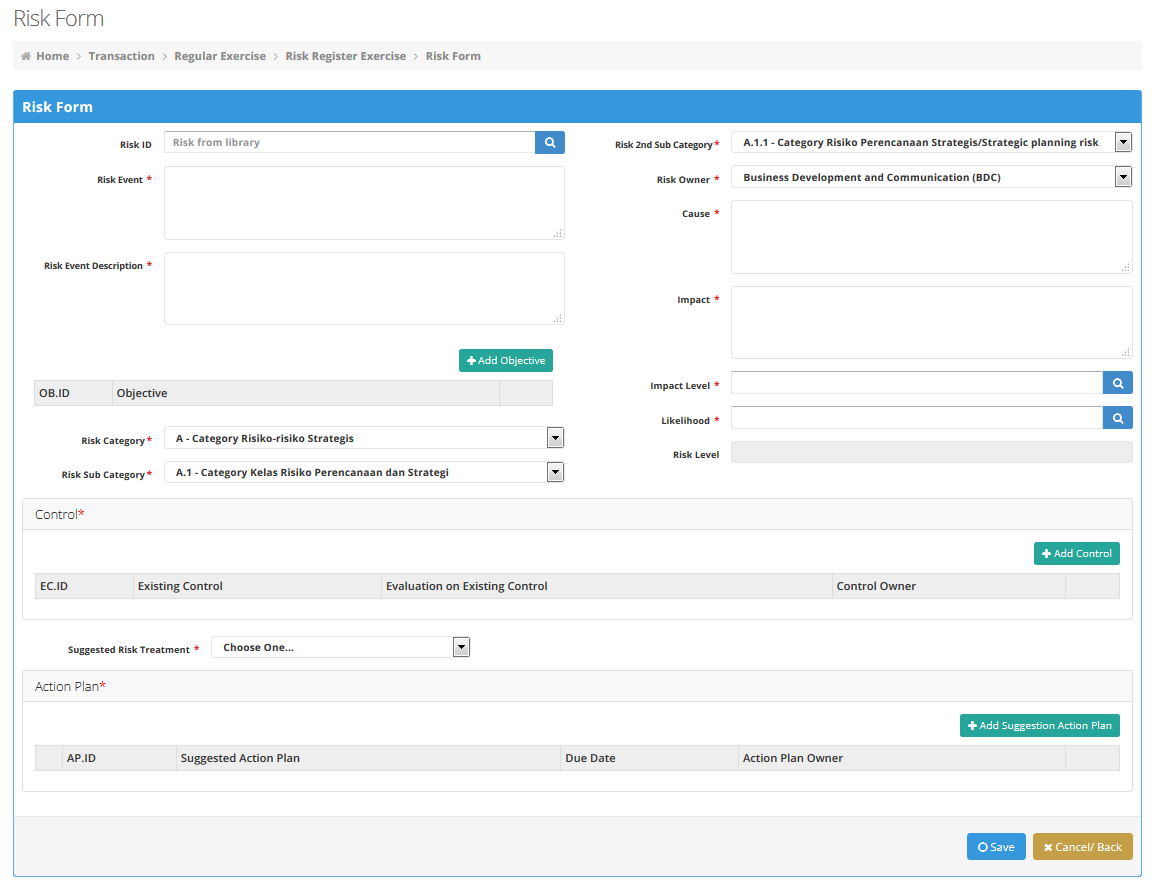 Risk Form
Home > Transaction > Regular Exercise > Risk Register Exercise > Risk Form
Risk Form
Risk ID
Risk from library
Risk Event *
Risk Event Description *
+ Add Objective
OB.ID Objective
Risk Category*
A - Category Risiko-risiko Strategis
Risk Sub Category*
A.1 - Category Kelas Risiko Perencanaan dan Strategi
Risk 2nd Sub Category*
A.1.1 - Category Risiko Perencanaan Strategis/Strategic planning risk
Risk Owner *
Business Development and Communication (BDC)
Cause *
Impact *
Impact Level *
Likelihood *
Risk Level
Control*
+ Add Control
EC.ID Existing Control Evaluation on Existing Control Control Owner
Suggested Risk Treatment *
Choose One...
Action Plan*
+ Add Suggestion Action Plan
AP.ID Suggested Action Plan Due Date Action Plan Owner
Save
Cancel/ Back